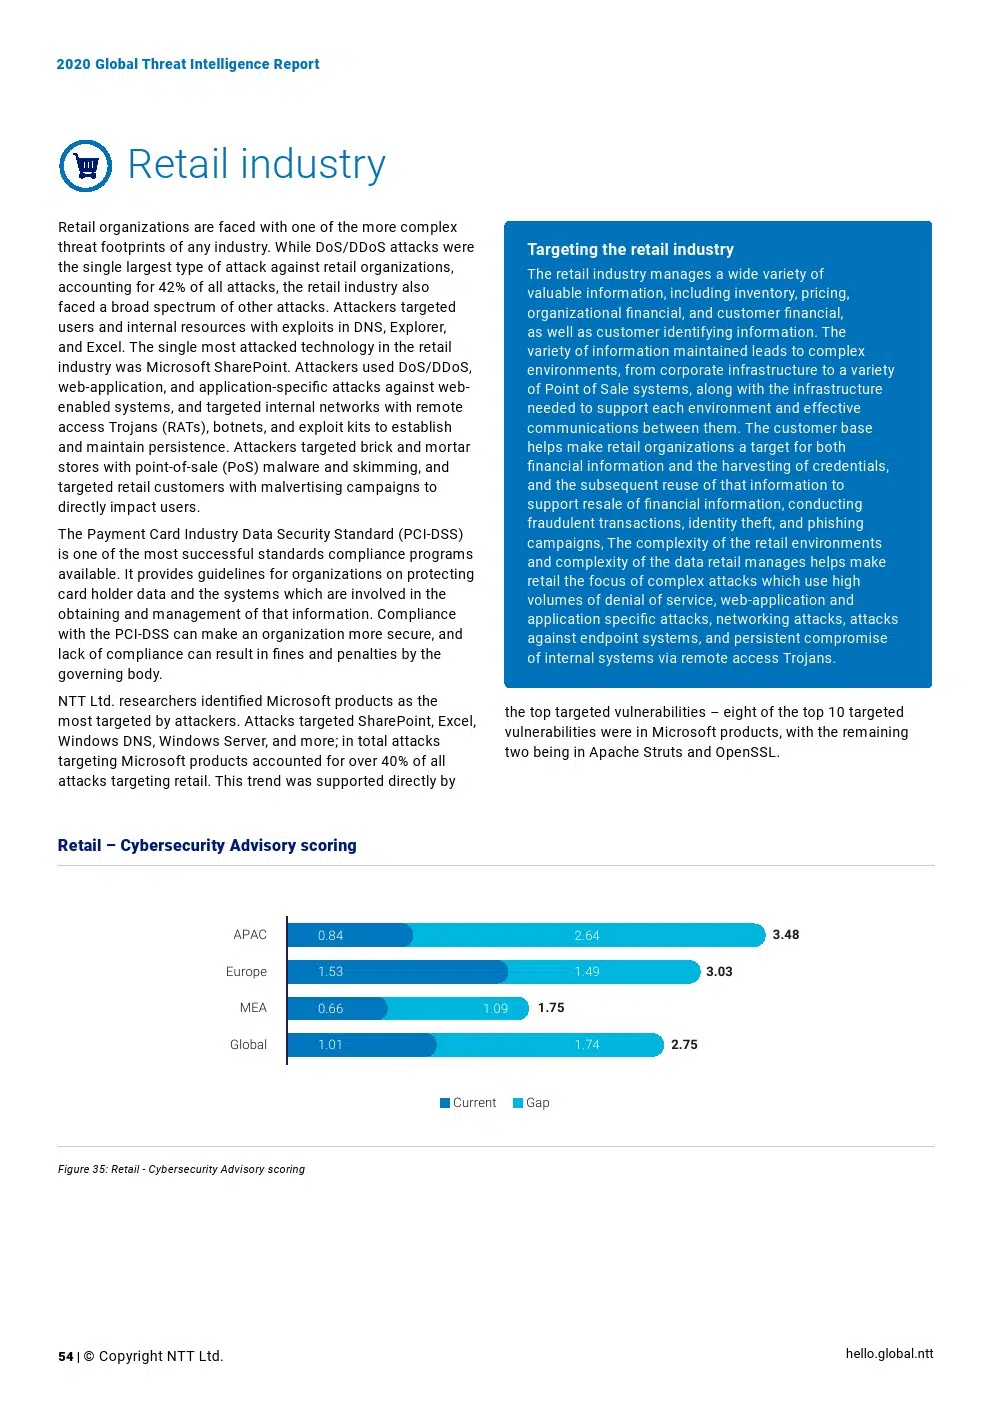 2020 Global Threat Intelligence Report
Retail industry
Retail organizations are faced with one of the more complex
threat footprints of any industry. While DoS/DDoS attacks were
the single largest type of attack against retail organizations,
accounting for 42% of all attacks, the retail industry also
faced a broad spectrum of other attacks. Attackers targeted
users and internal resources with exploits in DNS, Explorer,
and Excel. The single most attacked technology in the retail
industry was Microsoft SharePoint. Attackers used DoS/DDoS,
web-application, and application-specific attacks against web-
enabled systems, and targeted internal networks with remote
access Trojans (RATs), botnets, and exploit kits to establish
and maintain persistence. Attackers targeted brick and mortar
stores with point-of-sale (PoS) malware and skimming, and
targeted retail customers with malvertising campaigns to
directly impact users.
The Payment Card Industry Data Security Standard (PCI-DSS)
is one of the most successful standards compliance programs
available. It provides guidelines for organizations on protecting
card holder data and the systems which are involved in the
obtaining and management of that information. Compliance
with the PCI-DSS can make an organization more secure, and
lack of compliance can result in fines and penalties by the
governing body.
NTT Ltd. researchers identified Microsoft products as the
most targeted by attackers. Attacks targeted SharePoint, Excel,
Windows DNS, Windows Server, and more; in total attacks
targeting Microsoft products accounted for over 40% of all
attacks targeting retail. This trend was supported directly by
Targeting the retail industry
The retail industry manages a wide variety of
valuable information, including inventory, pricing,
organizational financial, and customer financial,
as well as customer identifying information. The
variety of information maintained leads to complex
environments, from corporate infrastructure to a variety
of Point of Sale systems, along with the infrastructure
needed to support each environment and effective
communications between them. The customer base
helps make retail organizations a target for both
financial information and the harvesting of credentials,
and the subsequent reuse of that information to
support resale of financial information, conducting
fraudulent transactions, identity theft, and phishing
campaigns, The complexity of the retail environments
and complexity of the data retail manages helps make
retail the focus of complex attacks which use high
volumes of denial of service, web-application and
application specific attacks, networking attacks, attacks
against endpoint systems, and persistent compromise
of internal systems via remote access Trojans.
the top targeted vulnerabilities – eight of the top 10 targeted
vulnerabilities were in Microsoft products, with the remaining
two being in Apache Struts and OpenSSL.
Retail – Cybersecurity Advisory scoring
APAC 0.84 2.64 3.48
Europe 1.53 1.49 3.03
MEA 0.66 1.09 1.75
Global 1.01 1.74 2.75
Current Gap
Figure 35: Retail - Cybersecurity Advisory scoring
54 | © Copyright NTT Ltd.
hello.global.ntt